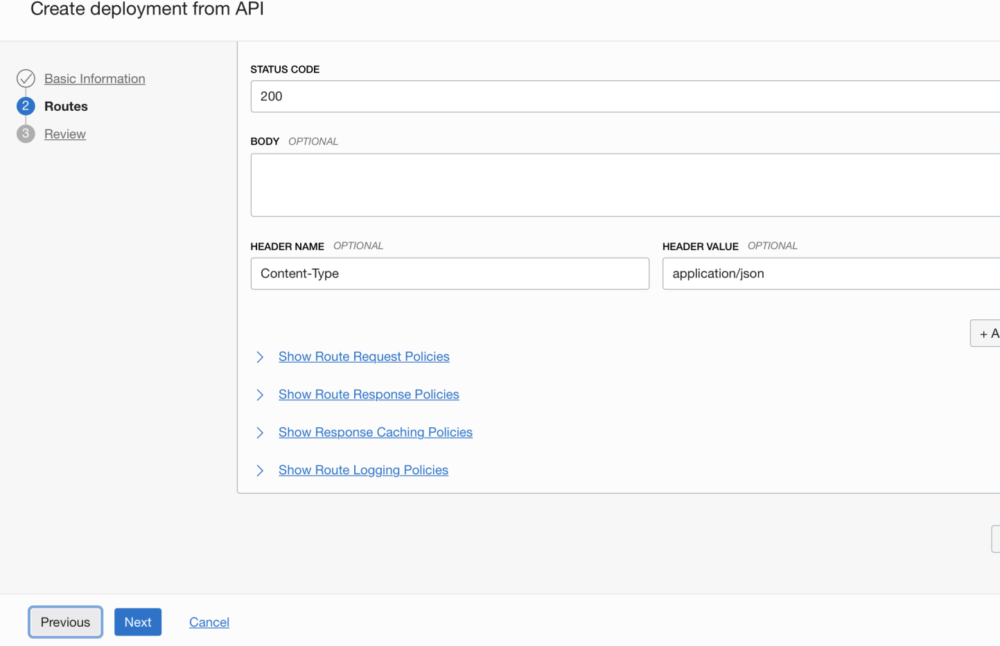 Create deployment from API
Basic Information
2 Routes
3 Review
STATUS CODE
200
BODY OPTIONAL
HEADER NAME OPTIONAL
HEADER VALUE OPTIONAL
Content-Type
application/json
+ A
Show Route Request Policies
Show Route Response Policies
Show Response Caching Policies
Show Route Logging Policies
Previous
Next
Cancel